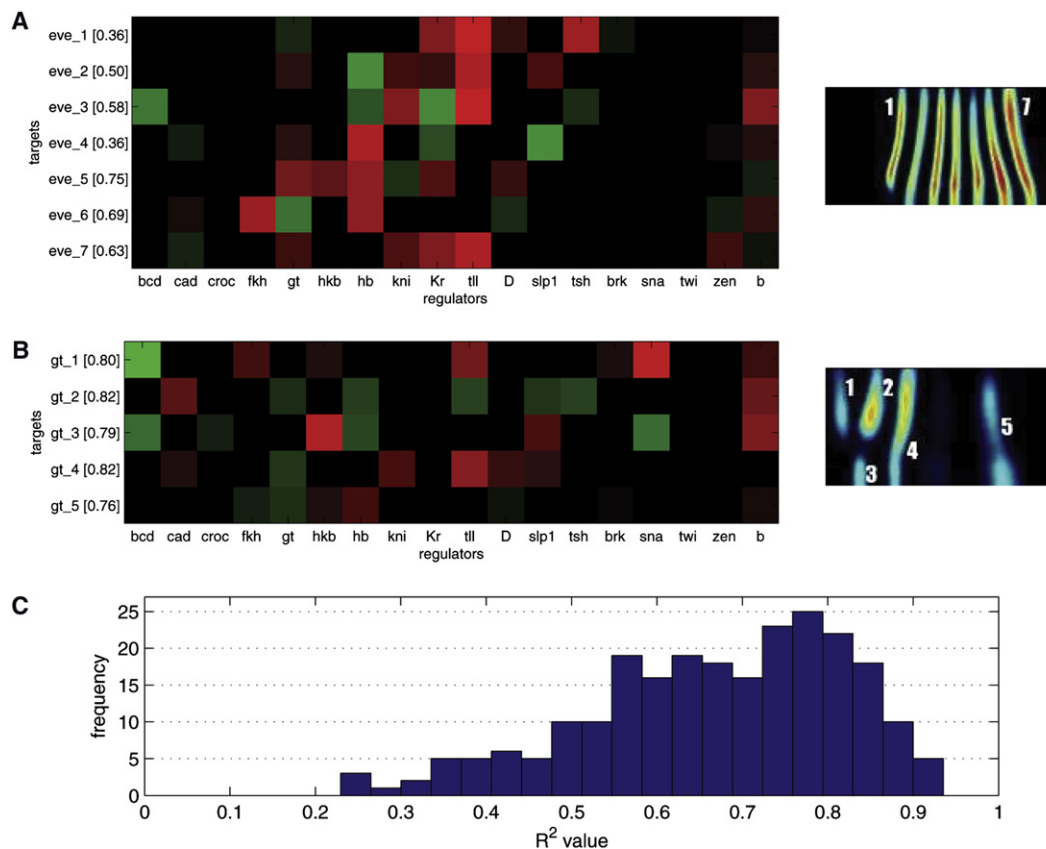 A
targets
eve_1 [0.36]
eve_2 [0.50]
eve_3 [0.58]
eve_4 [0.36]
eve_5 [0.75]
eve_6 [0.69]
eve_7 [0.63]
bcd cad croc fkh gt hkb hb kni Kr tll D slp1 tsh brk sna twi zen b
regulators
1 7
B
targets
gt_1 [0.80]
gt_2 [0.82]
gt_3 [0.79]
gt_4 [0.82]
gt_5 [0.76]
bcd cad croc fkh gt hkb hb kni Kr tll D slp1 tsh brk sna twi zen b
regulators
1 2
5
4
3
C
frequency
25
20
15
10
5
0
0 0.1 0.2 0.3 0.4 0.5 0.6 0.7 0.8 0.9 1
R² value